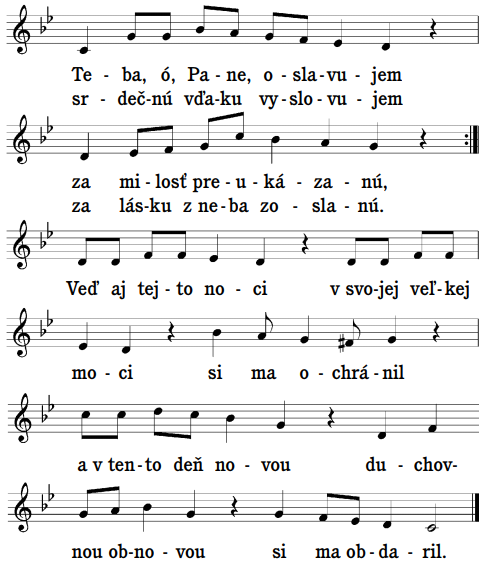 Te - ba, ó, Pa - ne, o - sla - vu - jem
sr - deč - nú vďa - ku vy - slo - vu - jem
za mi - losť pre - u - ká - za - nú,
za lás - ku z ne - ba zo - sla - nú.
Veď aj tej - to no - ci v svo - jej veľ - kej
mo - ci si ma o - chrá - nil
a v ten - to deň no - vou du - chov-
nou ob - no - vou si ma ob - da - ril.